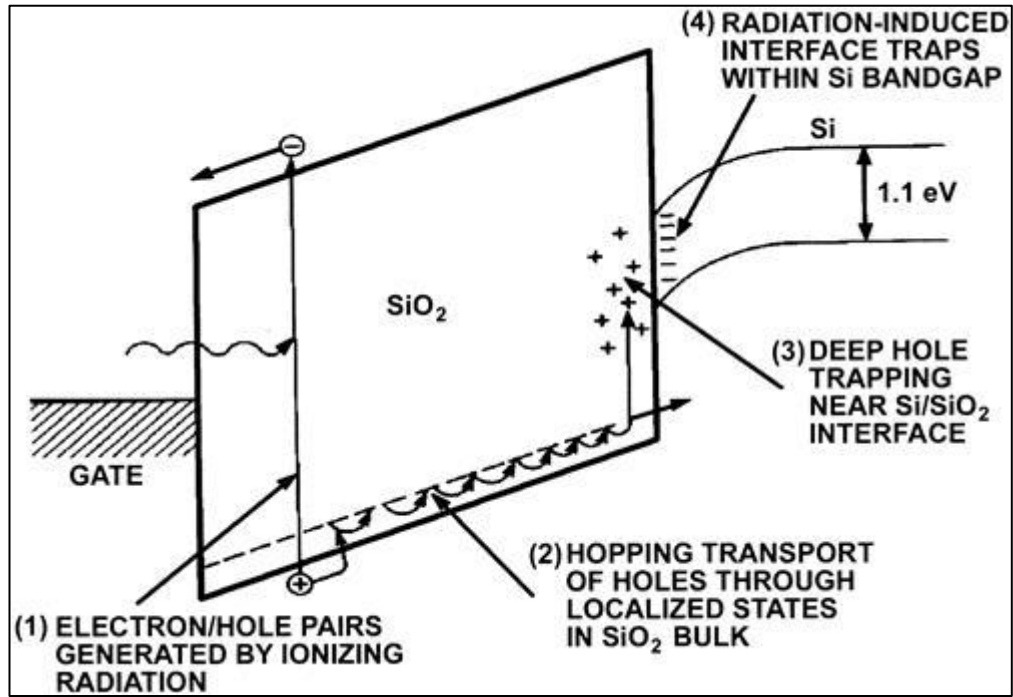 (4) RADIATION-INDUCED
INTERFACE TRAPS
WITHIN Si BANDGAP
Si
1.1 eV
SiO₂
(3) DEEP HOLE
TRAPPING
NEAR Si/SiO₂
INTERFACE
GATE
(2) HOPPING TRANSPORT
OF HOLES THROUGH
LOCALIZED STATES
IN SiO₂ BULK
(1) ELECTRON/HOLE PAIRS
GENERATED BY IONIZING
RADIATION